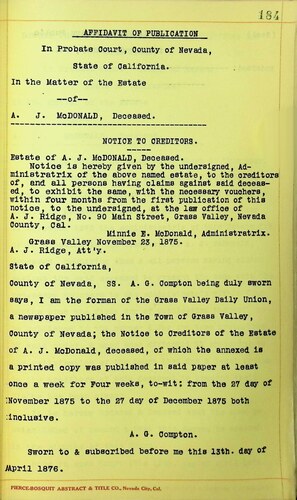 184
AFFIDAVIT OF PUBLICATION
In Probate Court, County of Nevada,
State of California.
In the Matter of the Estate
--of--
A. J. McDONALD, Deceased.
NOTICE TO CREDITORS.
Estate of A. J. McDONALD, Deceased.
Notice is hereby given by the undersigned, Ad-
ministratrix of the above named estate, to the creditors
of, and all persons having claims against said deceas-
ed, to exhibit the same, with the necessary vouchers,
within four months from the first publication of this
notice, to the undersigned, at the law office of
A. J. Ridge, No. 90 Main Street, Grass Valley, Nevada
County, Cal.
Minnie E. McDonald, Administratrix.
Grass Valley November 23, 1875.
A. J. Ridge, Att'y.
State of California,
County of Nevada, SS. A. G. Compton being duly sworn
says, I am the forman of the Grass Valley Daily Union,
a newspaper published in the Town of Grass Valley,
County of Nevada; the Notice to Creditors of the Estate
of A. J. McDonald, deceased, of which the annexed is
a printed copy was published in said paper at least
once a week for Four weeks, to-wit: from the 27 day of
November 1875 to the 27 day of December 1875 both
inclusive.
A. G. Compton.
Sworn to & subscribed before me this 13th. day of
April 1876.
PIERCE-BOSQUIT ABSTRACT & TITLE CO., Nevada City, Cal.